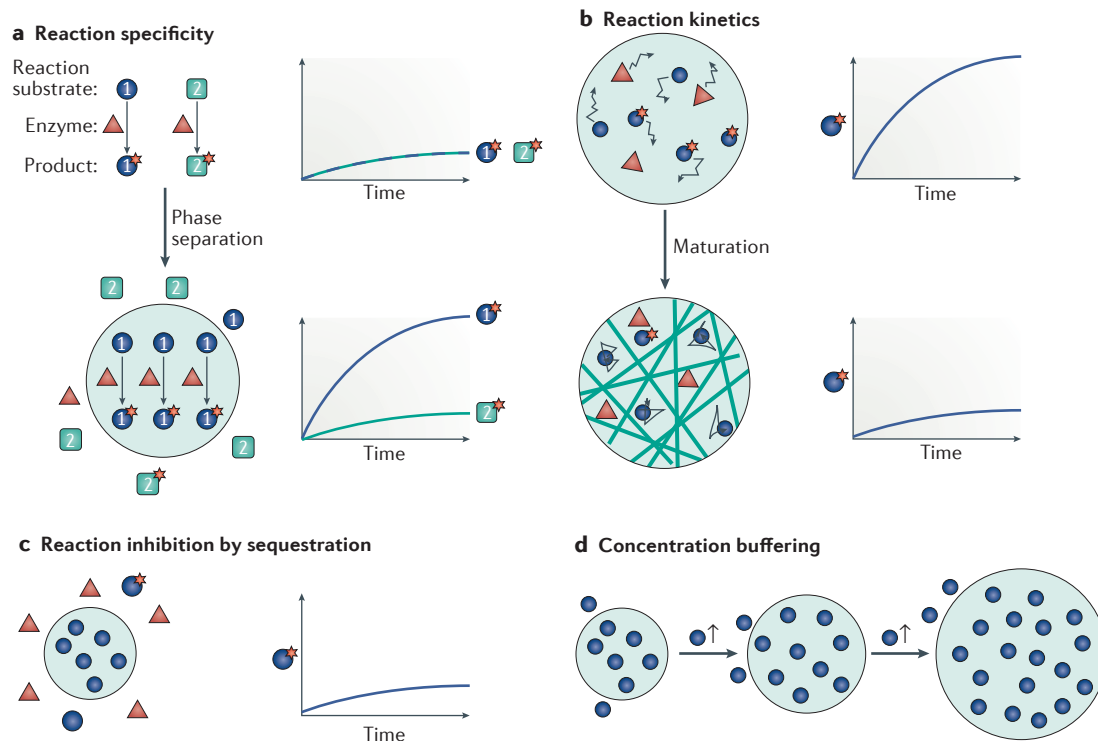 a Reaction specificity
Reaction substrate:
1
2
Enzyme:
Product:
1
2
Time
1
2
Phase separation
2
2
1
1
1
1
1
1
1
2
2
2
1
2
Time
b Reaction kinetics
Time
Maturation
Time
c Reaction inhibition by sequestration
Time
d Concentration buffering
↑
↑